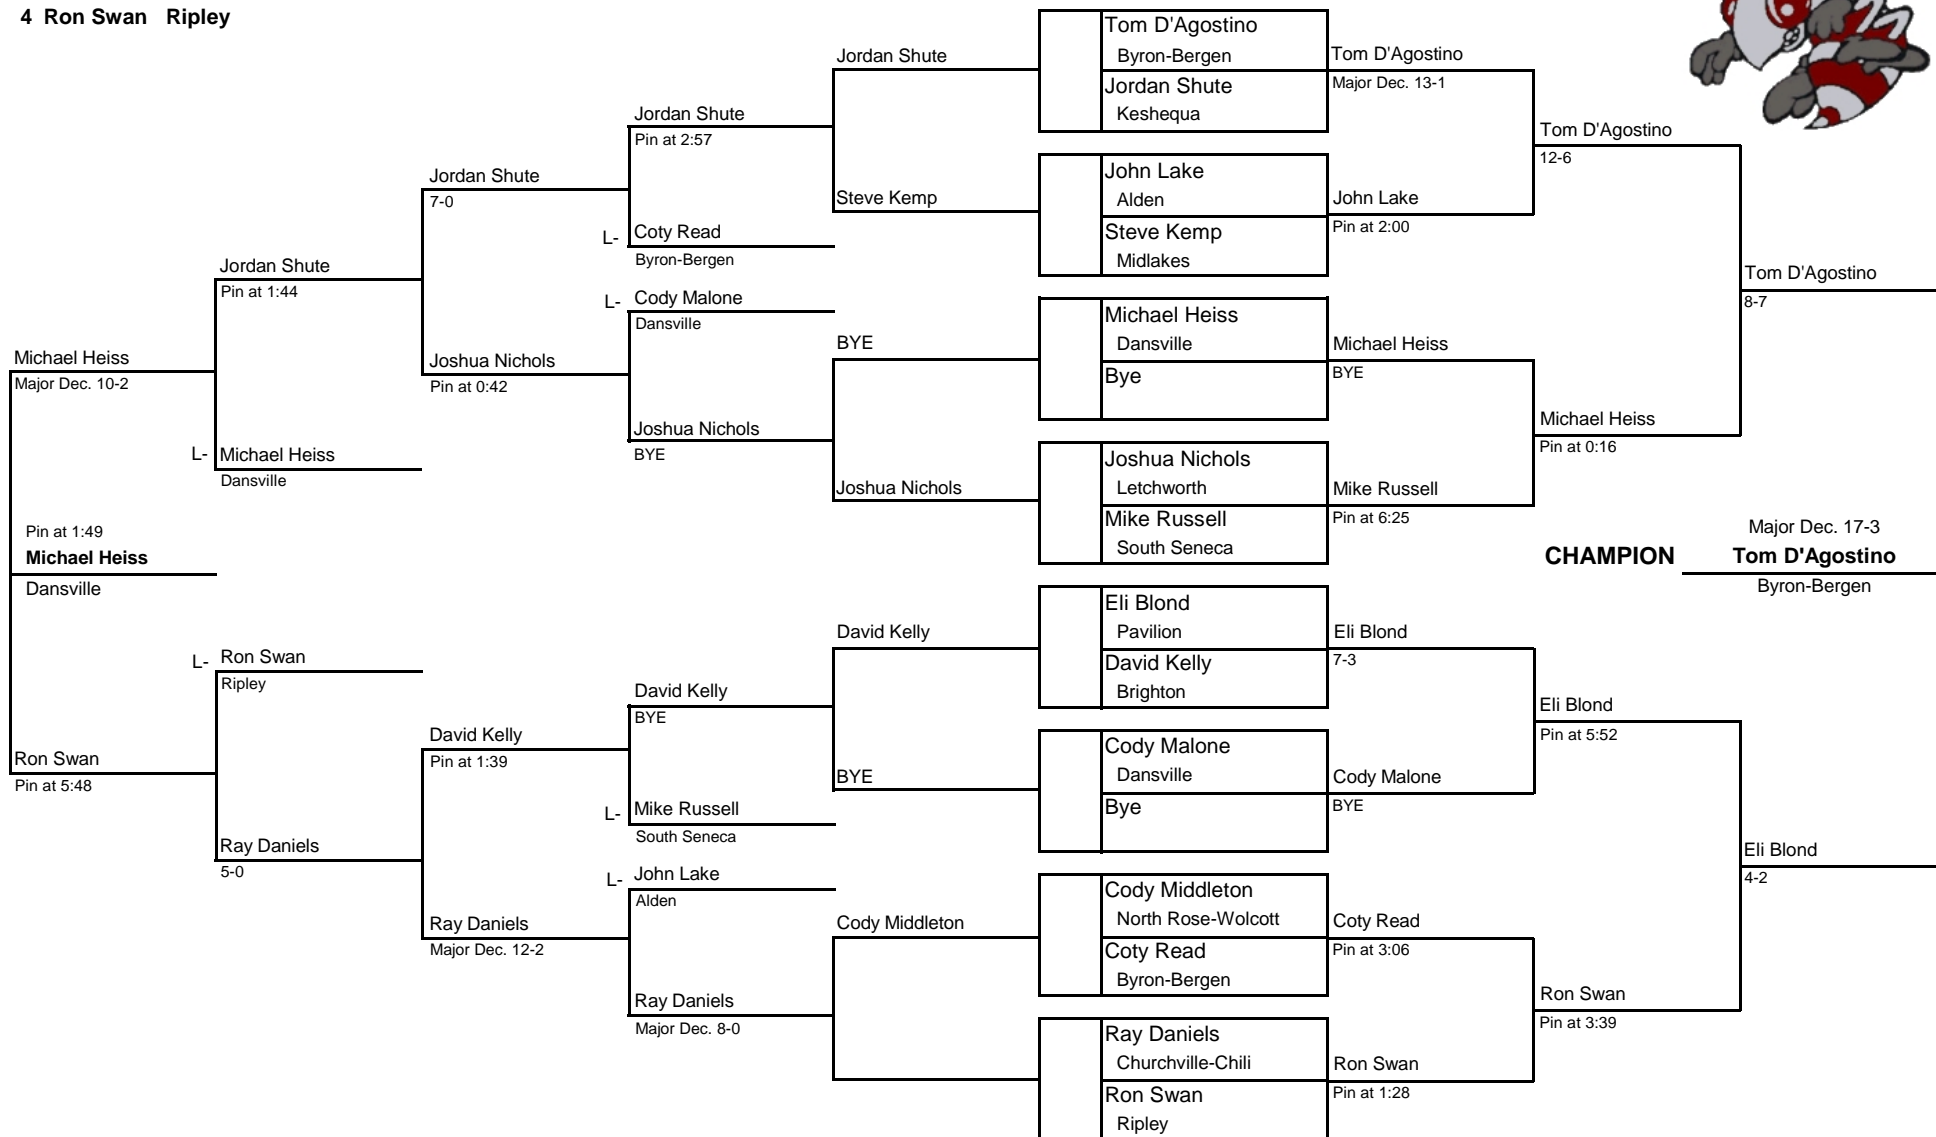 4 Ron Swan Ripley
Michael Heiss
Major Dec. 10-2
Pin at 1:49
Michael Heiss
Dansville
Ron Swan
Pin at 5:48
Jordan Shute
Pin at 1:44
L- Michael Heiss
Dansville
L- Ron Swan
Ripley
Ray Daniels
5-0
Jordan Shute
7-0
Joshua Nichols
Pin at 0:42
David Kelly
Pin at 1:39
Ray Daniels
Major Dec. 12-2
Jordan Shute
Pin at 2:57
L- Coty Read
Byron-Bergen
L- Cody Malone
Dansville
Joshua Nichols
BYE
David Kelly
BYE
L- Mike Russell
South Seneca
L- John Lake
Alden
Ray Daniels
Major Dec. 8-0
Jordan Shute
Steve Kemp
BYE
Joshua Nichols
David Kelly
BYE
Cody Middleton
Tom D'Agostino
Byron-Bergen
Jordan Shute
Keshequa
John Lake
Alden
Steve Kemp
Midlakes
Michael Heiss
Dansville
Bye
Joshua Nichols
Letchworth
Mike Russell
South Seneca
Eli Blond
Pavilion
David Kelly
Brighton
Cody Malone
Dansville
Bye
Cody Middleton
North Rose-Wolcott
Coty Read
Byron-Bergen
Ray Daniels
Churchville-Chili
Ron Swan
Ripley
Tom D'Agostino
Major Dec. 13-1
John Lake
Pin at 2:00
Michael Heiss
BYE
Mike Russell
Pin at 6:25
Eli Blond
7-3
Cody Malone
BYE
Coty Read
Pin at 3:06
Ron Swan
Pin at 1:28
Tom D'Agostino
12-6
Michael Heiss
Pin at 0:16
Eli Blond
Pin at 5:52
Ron Swan
Pin at 3:39
Tom D'Agostino
8-7
Major Dec. 17-3
CHAMPION Tom D'Agostino
Byron-Bergen
Eli Blond
4-2